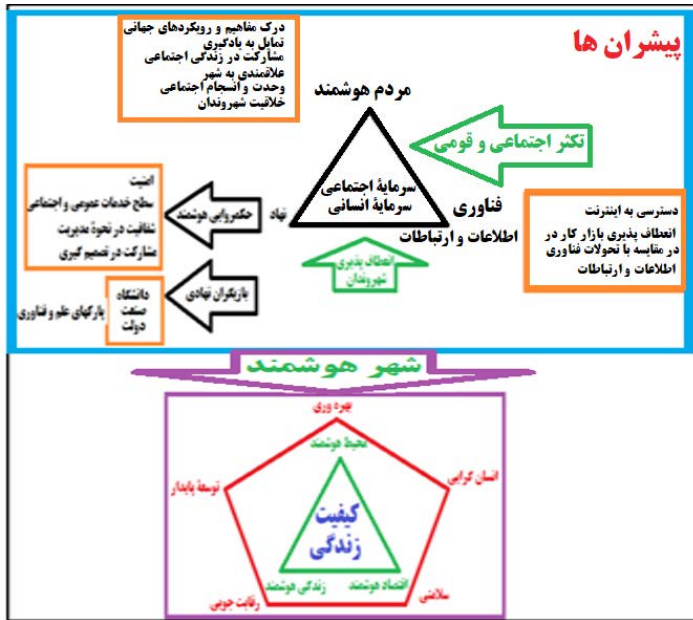 پیشران ها
درک مفاهیم و رویکردهای جهانی
تمایل به یادگیری
مشارکت در زندگی اجتماعی
علاقمندی به شهر
وحدت و انسجام اجتماعی
خلاقیت شهروندان
مردم هوشمند
تکثر اجتماعی و قومی
سرمایۀ اجتماعی
سرمایۀ انسانی
فناوری
اطلاعات و ارتباطات
دسترسی به اینترنت
انعطاف پذیری بازار کار در
در مقایسه با تحولات فناوری
اطلاعات و ارتباطات
انعطاف پذیری
شهروندان
نهاد
حکمروایی هوشمند
امنیت
سطح خدمات عمومی و اجتماعی
شفافیت در نحوۀ مدیریت
مشارکت در تصمیم گیری
بازیگران نهادی
دانشگاه
صنعت
دولت
پارکهای علم و فناوری
شهر هوشمند
بهره وری
محیط هوشمند
انسان گرایی
توسعۀ پایدار
کیفیت
زندگی
اقتصاد هوشمند
زندگی هوشمند
سلامتی
رقابت جویی